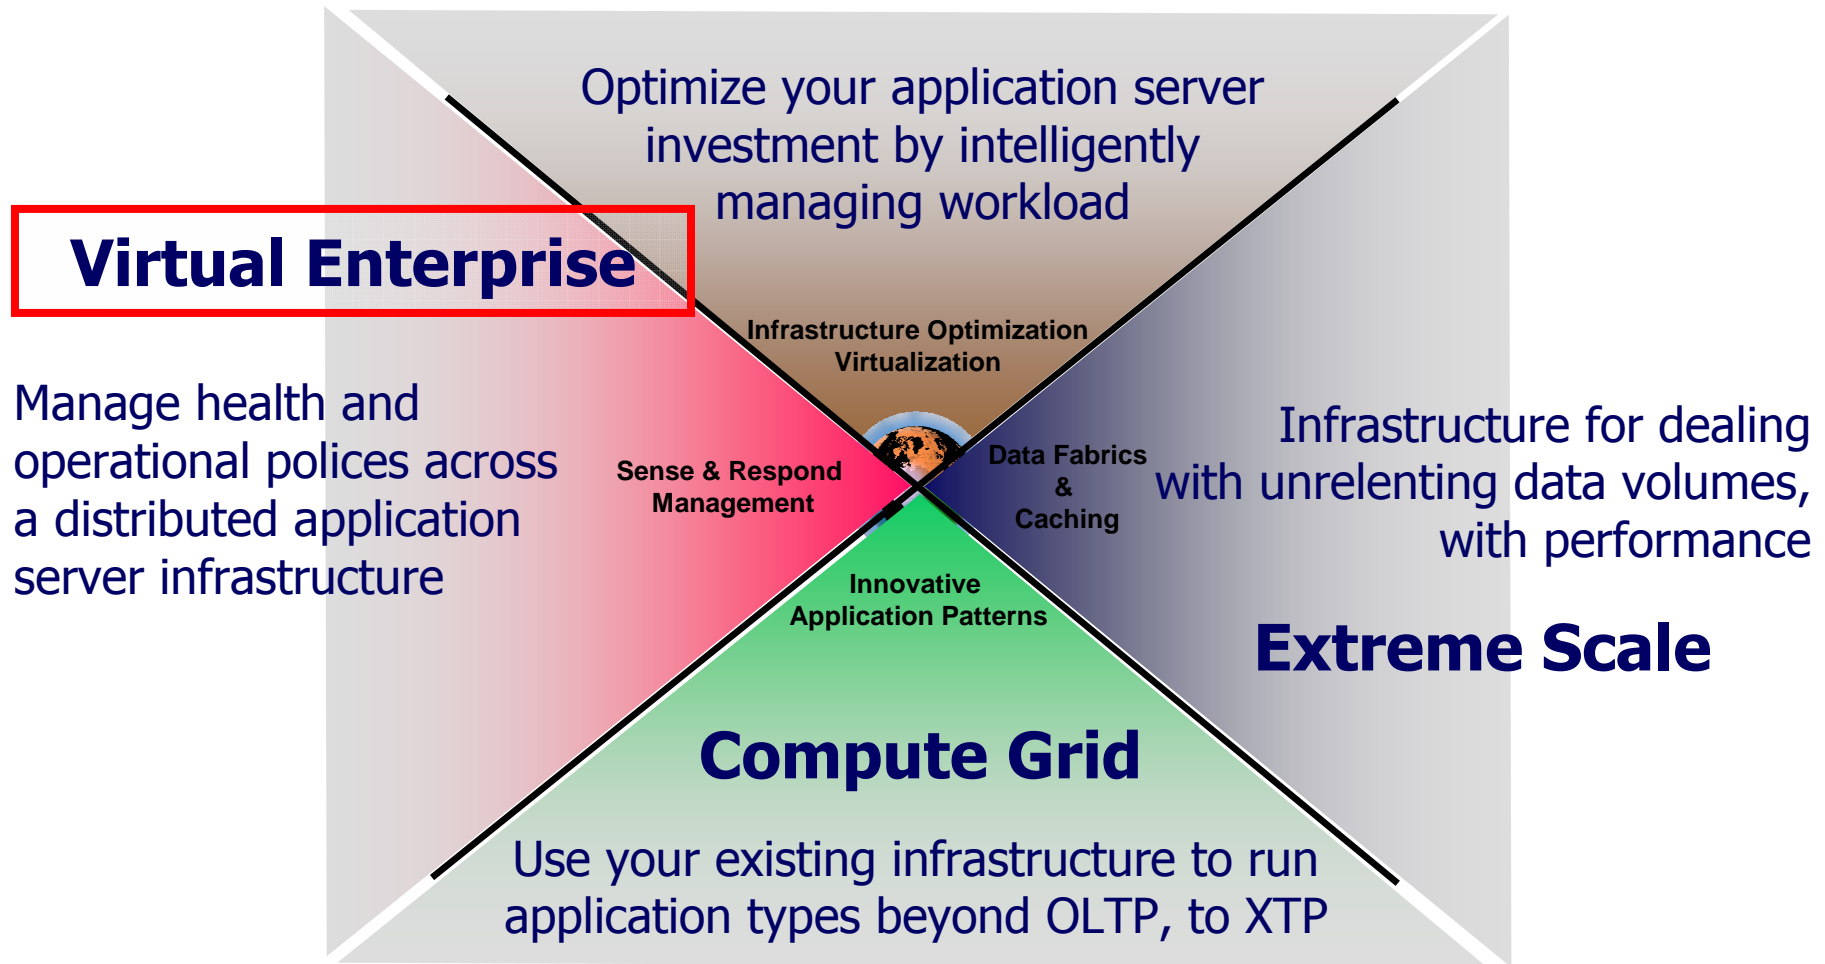 Optimize your application server
investment by intelligently
managing workload
Virtual Enterprise
Infrastructure Optimization
Virtualization
Manage health and
operational polices across
a distributed application
server infrastructure
Sense & Respond
Management
Data Fabrics
&
Caching
Infrastructure for dealing
with unrelenting data volumes,
with performance
Extreme Scale
Innovative
Application Patterns
Compute Grid
Use your existing infrastructure to run
application types beyond OLTP, to XTP